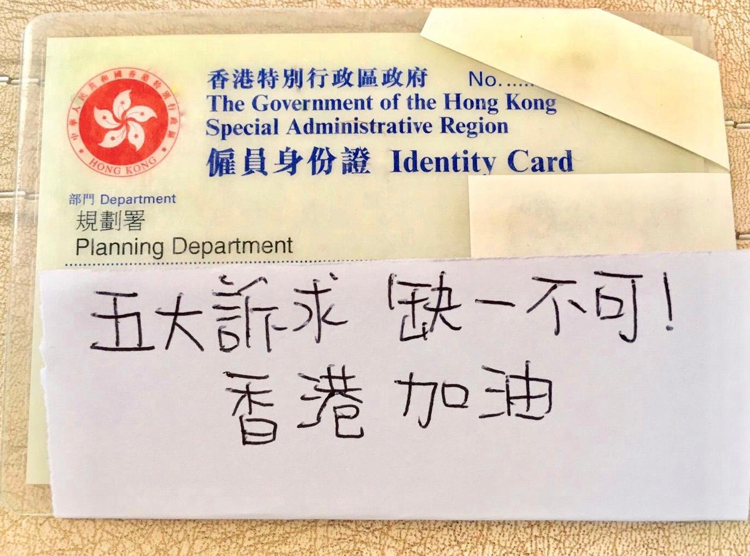 香港特別行政區政府 No.......
The Government of the Hong Kong
Special Administrative Region
僱員身份證 Identity Card
中華人民共和國香港特別行政區
HONG KONG
部門 Department
規劃署
Planning Department
五大訴求 缺一不可!
香港加油